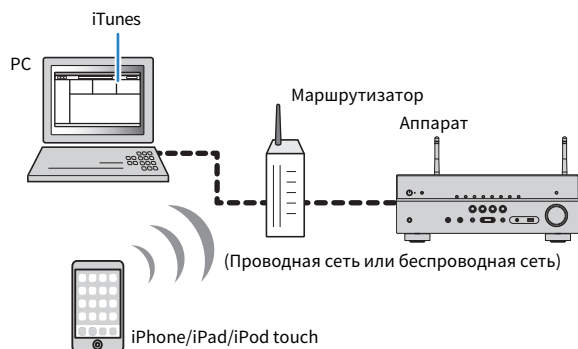 iTunes
PC
Маршрутизатор
Аппарат
(Проводная сеть или беспроводная сеть)
iPhone/iPad/iPod touch